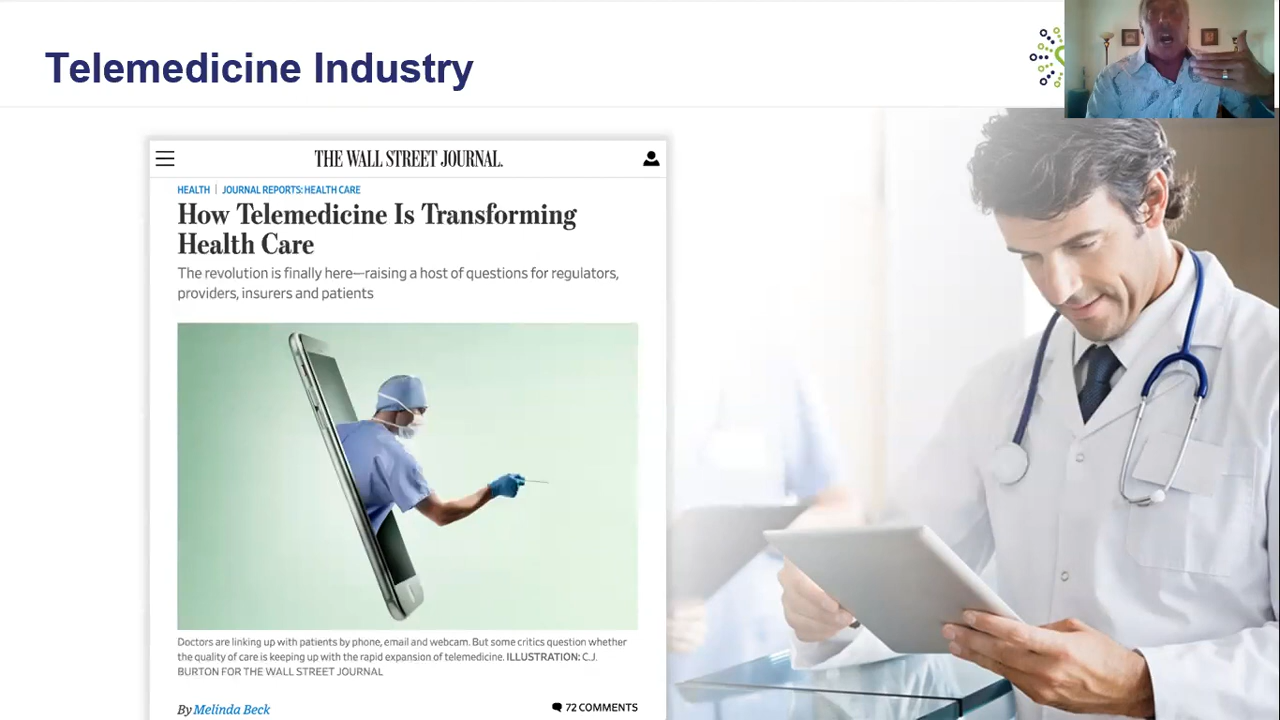 Telemedicine Industry
THE WALL STREET JOURNAL.
HEALTH | JOURNAL REPORTS: HEALTH CARE
How Telemedicine Is Transforming
Health Care
The revolution is finally here—raising a host of questions for regulators,
providers, insurers and patients
Doctors are linking up with patients by phone, email and webcam. But some critics question whether
the quality of care is keeping up with the rapid expansion of telemedicine. ILLUSTRATION: C.J.
BURTON FOR THE WALL STREET JOURNAL
By Melinda Beck
72 COMMENTS